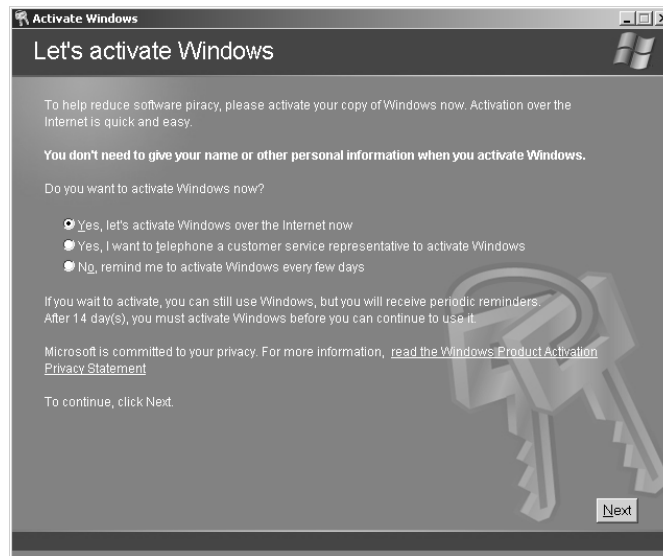 Activate Windows
Let's activate Windows
To help reduce software piracy, please activate your copy of Windows now. Activation over the
Internet is quick and easy.
You don't need to give your name or other personal information when you activate Windows.
Do you want to activate Windows now?
Yes, let's activate Windows over the Internet now
Yes, I want to telephone a customer service representative to activate Windows
No, remind me to activate Windows every few days
If you wait to activate, you can still use Windows, but you will receive periodic reminders.
After 14 day(s), you must activate Windows before you can continue to use it.
Microsoft is committed to your privacy. For more information, read the Windows Product Activation
Privacy Statement
To continue, click Next.
Next